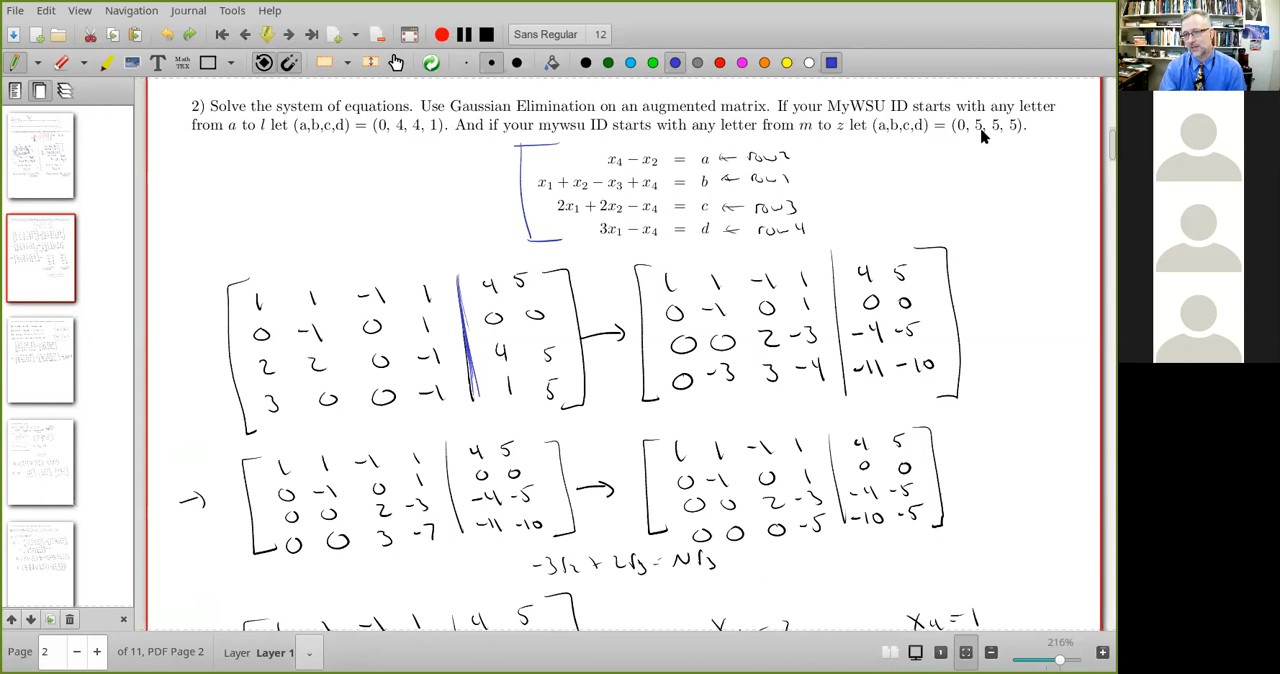 File Edit View Navigation Journal Tools Help
Sans Regular 12
Math
TEX
2) Solve the system of equations. Use Gaussian Elimination on an augmented matrix. If your MyWSU ID starts with any letter
from a to l let (a,b,c,d) = (0, 4, 4, 1). And if your mywsu ID starts with any letter from m to z let (a,b,c,d) = (0, 5, 5, 5).
x₄ − x₂ = a ← row 2
x₁ + x₂ − x₃ + x₄ = b ← row 1
2x₁ + 2x₂ − x₄ = c ← row 3
3x₁ − x₄ = d ← row 4
1 1 -1 1 | 4 5
0 -1 0 1 | 0 0
2 2 0 -1 | 4 5
3 0 0 -1 | 1 5
→
1 1 -1 1 | 4 5
0 -1 0 1 | 0 0
0 0 2 -3 | -4 -5
0 -3 3 -4 | -11 -10
→
1 1 -1 1 | 4 5
0 -1 0 1 | 0 0
0 0 2 -3 | -4 -5
0 0 3 -7 | -11 -10
→
1 1 -1 1 | 4 5
0 -1 0 1 | 0 0
0 0 2 -3 | -4 -5
0 0 0 -5 | -10 -5
1 1 -1 1 | 4 5
x₄ = 1
Page 2 of 11, PDF Page 2 Layer Layer 1
216%